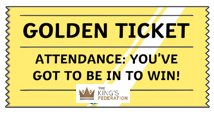 GOLDEN TICKET
ATTENDANCE: YOU'VE
GOT TO BE IN TO WIN!
THE
KING'S
FEDERATION